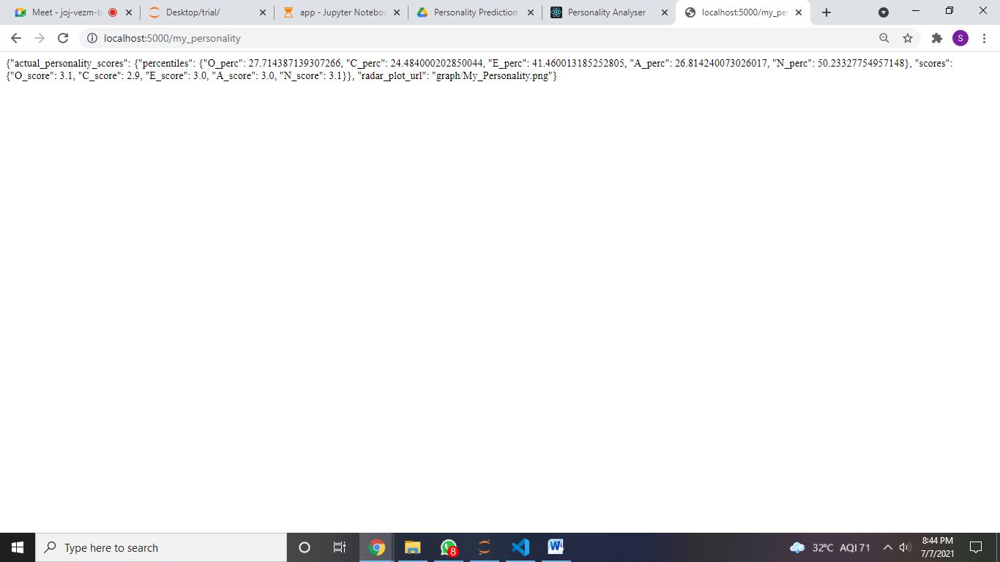 Meet - joj-vezm-b
Desktop/trial/
app - Jupyter Noteboo
Personality Prediction
Personality Analyser
localhost:5000/my_per
localhost:5000/my_personality
S
{"actual_personality_scores": {"percentiles": {"O_perc": 27.714387139307266, "C_perc": 24.484000202850044, "E_perc": 41.460013185252805, "A_perc": 26.814240073026017, "N_perc": 50.23327754957148}, "scores":
{"O_score": 3.1, "C_score": 2.9, "E_score": 3.0, "A_score": 3.0, "N_score": 3.1}}, "radar_plot_url": "graph/My_Personality.png"}
Type here to search
8
W
32°C AQI 71
8:44 PM
7/7/2021